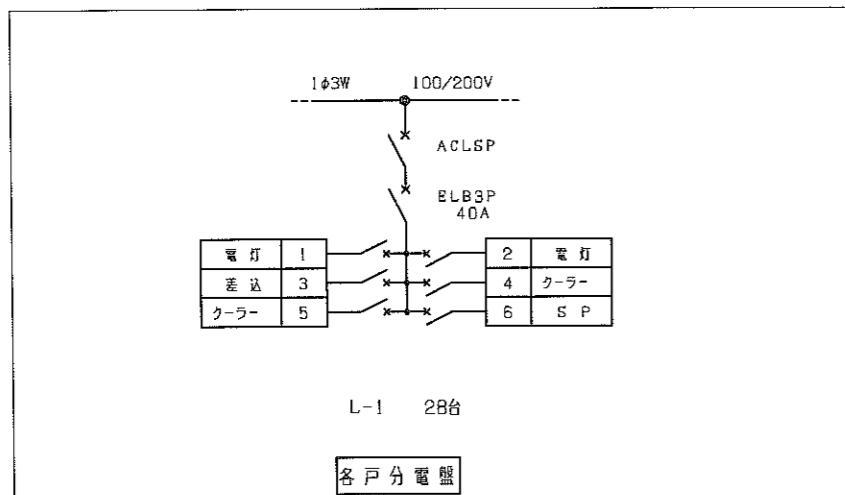 1φ3W 100/200V
ACLSP
ELB3P
40A
電灯 1 2 電灯
差込 3 4 クーラー
クーラー 5 6 SP
L-1 28台
各戸分電盤